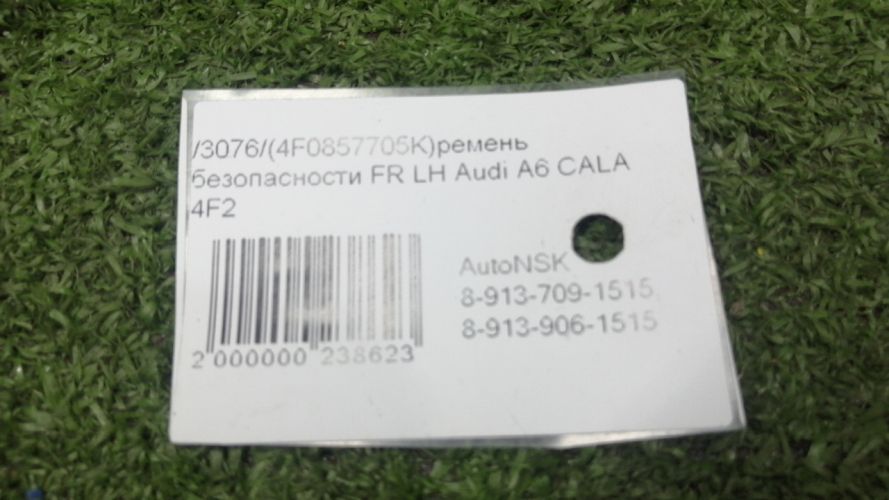 /3076/(4F0857705K)ремень
безопасности FR LH Audi A6 CALA
4F2
AutoNSK
8-913-709-1515,
8-913-906-1515
2 000000 238623